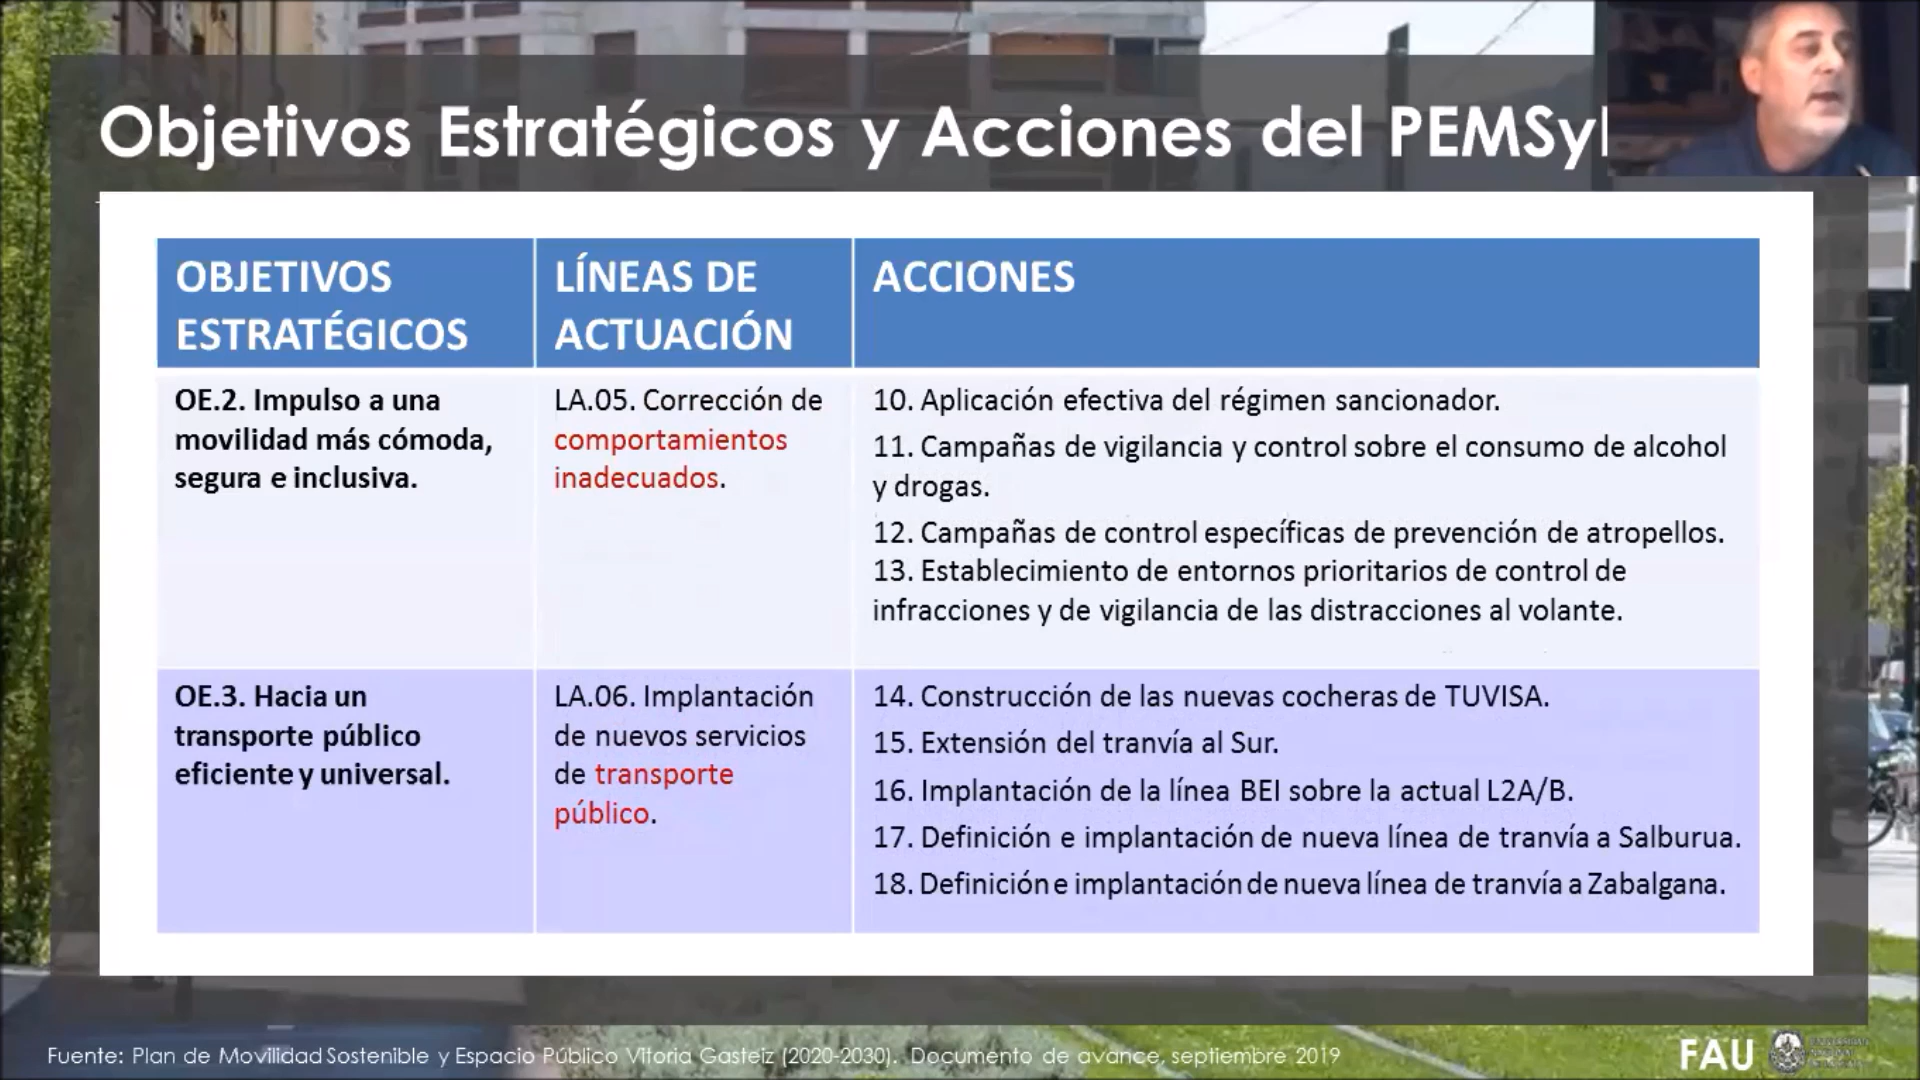 Objetivos Estratégicos y Acciones del PEMSyl
OBJETIVOS
ESTRATÉGICOS
LÍNEAS DE
ACTUACIÓN
ACCIONES
OE.2. Impulso a una
movilidad más cómoda,
segura e inclusiva.
LA.05. Corrección de
comportamientos
inadecuados.
10. Aplicación efectiva del régimen sancionador.
11. Campañas de vigilancia y control sobre el consumo de alcohol
y drogas.
12. Campañas de control específicas de prevención de atropellos.
13. Establecimiento de entornos prioritarios de control de
infracciones y de vigilancia de las distracciones al volante.
OE.3. Hacia un
transporte público
eficiente y universal.
LA.06. Implantación
de nuevos servicios
de transporte
público.
14. Construcción de las nuevas cocheras de TUVISA.
15. Extensión del tranvía al Sur.
16. Implantación de la línea BEI sobre la actual L2A/B.
17. Definición e implantación de nueva línea de tranvía a Salburua.
18. Definición e implantación de nueva línea de tranvía a Zabalgana.
Fuente: Plan de Movilidad Sostenible y Espacio Público Vitoria Gasteiz (2020-2030). Documento de avance, septiembre 2019
FAU